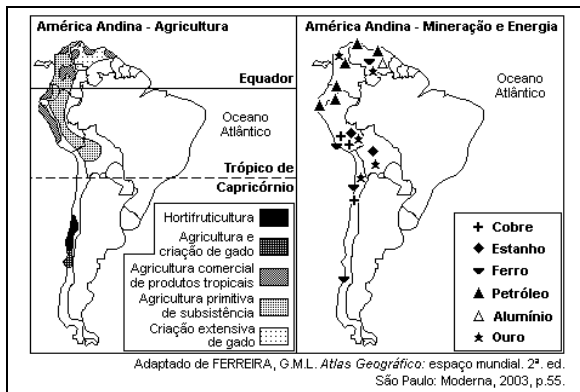 América Andina - Agricultura
Equador
Oceano
Atlântico
Trópico de
Capricórnio
Hortifruticultura
Agricultura e
criação de gado
Agricultura comercial
de produtos tropicais
Agricultura primitiva
de subsistência
Criação extensiva
de gado
América Andina - Mineração e Energia
Oceano
Atlântico
Cobre
Estanho
Ferro
Petróleo
Alumínio
Ouro
Adaptado de FERREIRA, G.M.L. Atlas Geográfico: espaço mundial. 2ª. ed.
São Paulo: Moderna, 2003, p.55.